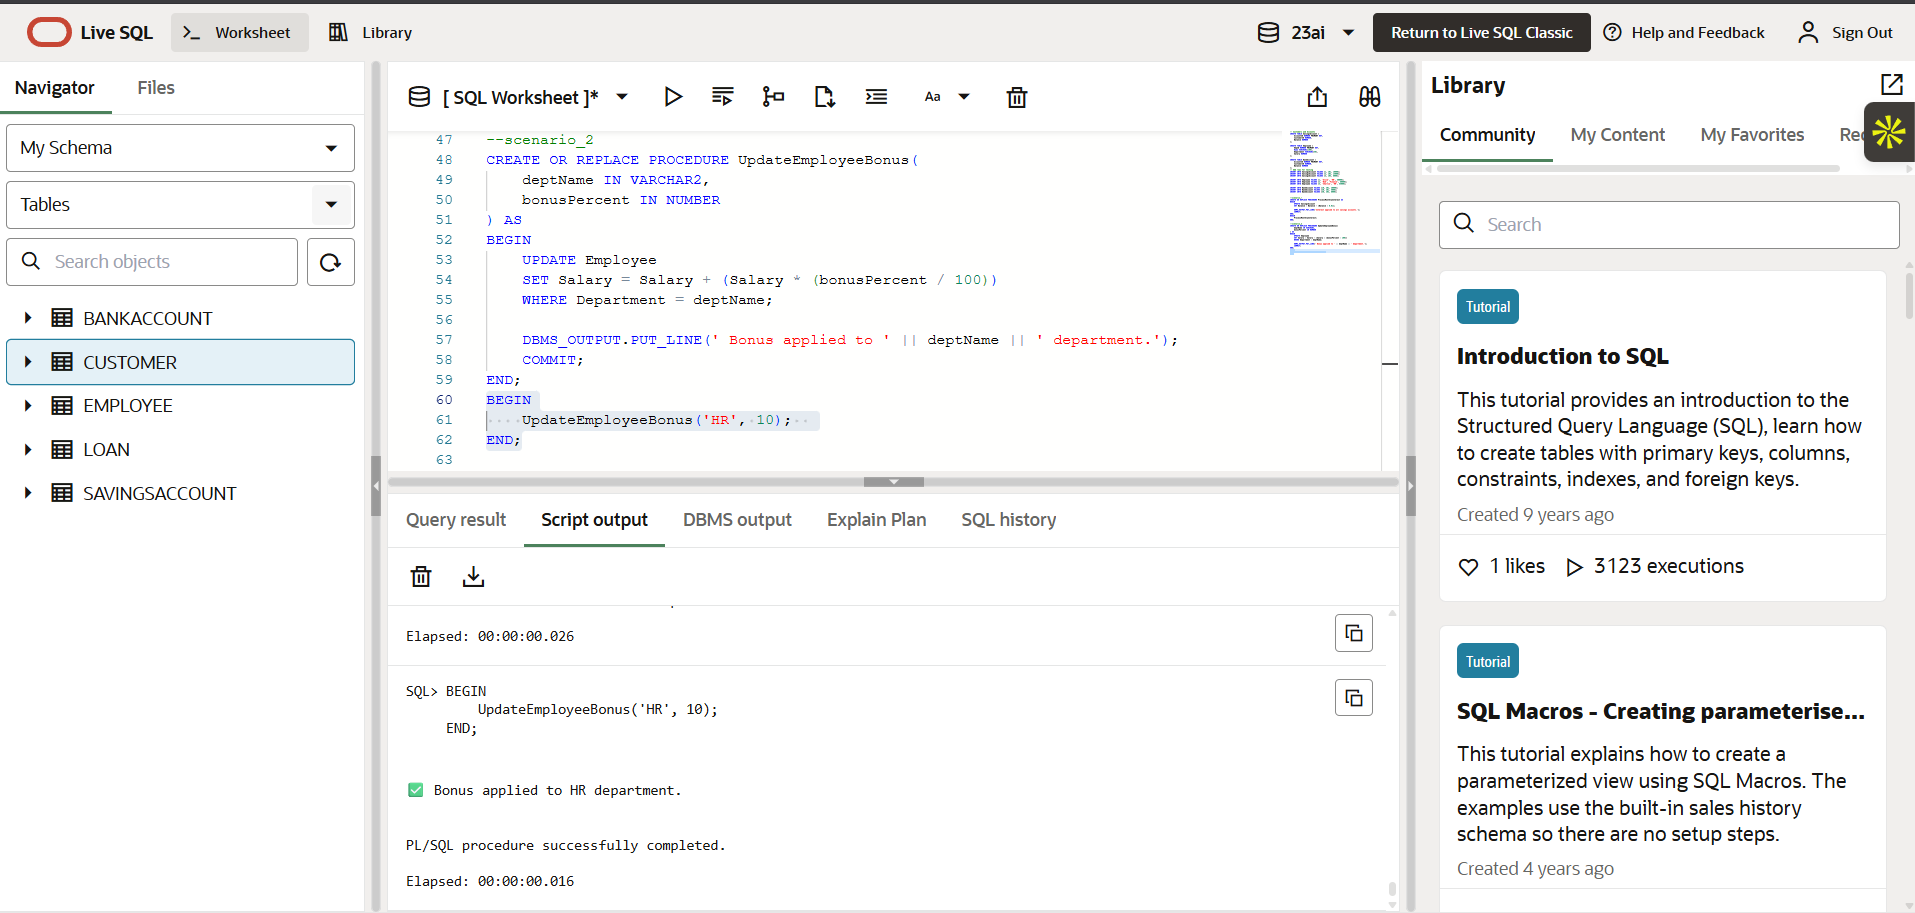 Live SQL
Worksheet
Library
23ai
Return to Live SQL Classic
Help and Feedback
Sign Out
Navigator
Files
My Schema
Tables
Search objects
BANKACCOUNT
CUSTOMER
EMPLOYEE
LOAN
SAVINGSACCOUNT
[ SQL Worksheet ]*
Aa
47 --scenario_2
48 CREATE OR REPLACE PROCEDURE UpdateEmployeeBonus(
49 deptName IN VARCHAR2,
50 bonusPercent IN NUMBER
51 ) AS
52 BEGIN
53 UPDATE Employee
54 SET Salary = Salary + (Salary * (bonusPercent / 100))
55 WHERE Department = deptName;
56
57 DBMS_OUTPUT.PUT_LINE(' Bonus applied to ' || deptName || ' department.');
58 COMMIT;
59 END;
60 BEGIN
61 UpdateEmployeeBonus('HR', 10);
62 END;
63
Query result
Script output
DBMS output
Explain Plan
SQL history
Elapsed: 00:00:00.026
SQL> BEGIN
UpdateEmployeeBonus('HR', 10);
END;
✅ Bonus applied to HR department.
PL/SQL procedure successfully completed.
Elapsed: 00:00:00.016
Library
Community
My Content
My Favorites
Search
Tutorial
Introduction to SQL
This tutorial provides an introduction to the
Structured Query Language (SQL), learn how
to create tables with primary keys, columns,
constraints, indexes, and foreign keys.
Created 9 years ago
1 likes
3123 executions
Tutorial
SQL Macros - Creating parameterise...
This tutorial explains how to create a
parameterized view using SQL Macros. The
examples use the built-in sales history
schema so there are no setup steps.
Created 4 years ago